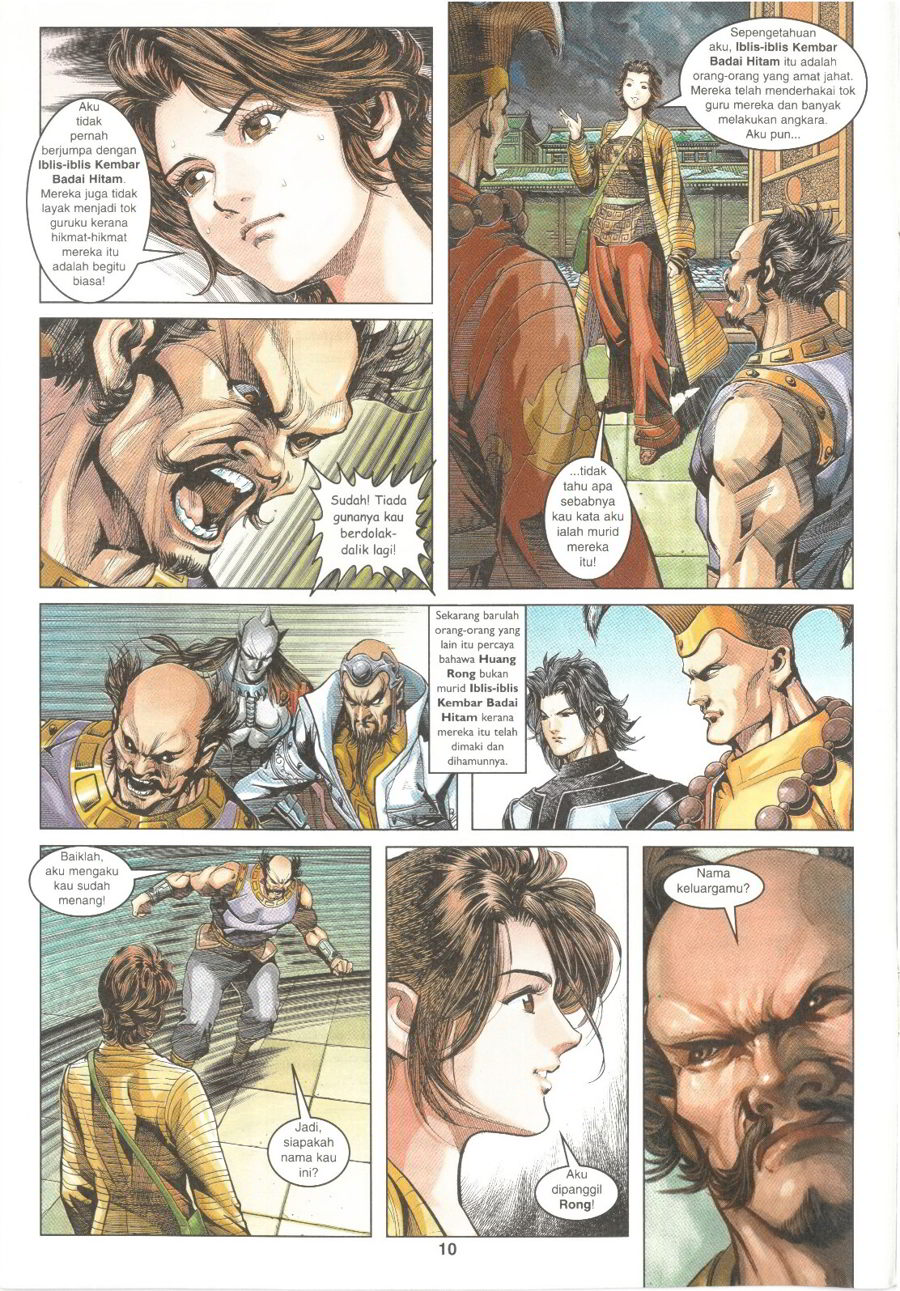 Aku
tidak
pernah
berjumpa dengan
Iblis-iblis Kembar
Badai Hitam.
Mereka juga tidak
layak menjadi tok
guruku kerana
hikmat-hikmat
mereka itu
adalah begitu
biasa!
Sepengetahuan
aku, Iblis-iblis Kembar
Badai Hitam itu adalah
orang-orang yang amat jahat.
Mereka telah menderhakai tok
guru mereka dan banyak
melakukan angkara.
Aku pun...
...tidak
tahu apa
sebabnya
kau kata aku
ialah murid
mereka
itu!
Sudah! Tiada
gunanya kau
berdolak-
dalik lagi!
Sekarang barulah
orang-orang yang
lain itu percaya
bahawa Huang
Rong bukan
murid Iblis-iblis
Kembar Badai
Hitam kerana
mereka itu telah
dimaki dan
dihamunnya.
Baiklah,
aku mengaku
kau sudah
menang!
Jadi,
siapakah
nama kau
ini?
Aku
dipanggil
Rong!
Nama
keluargamu?
10